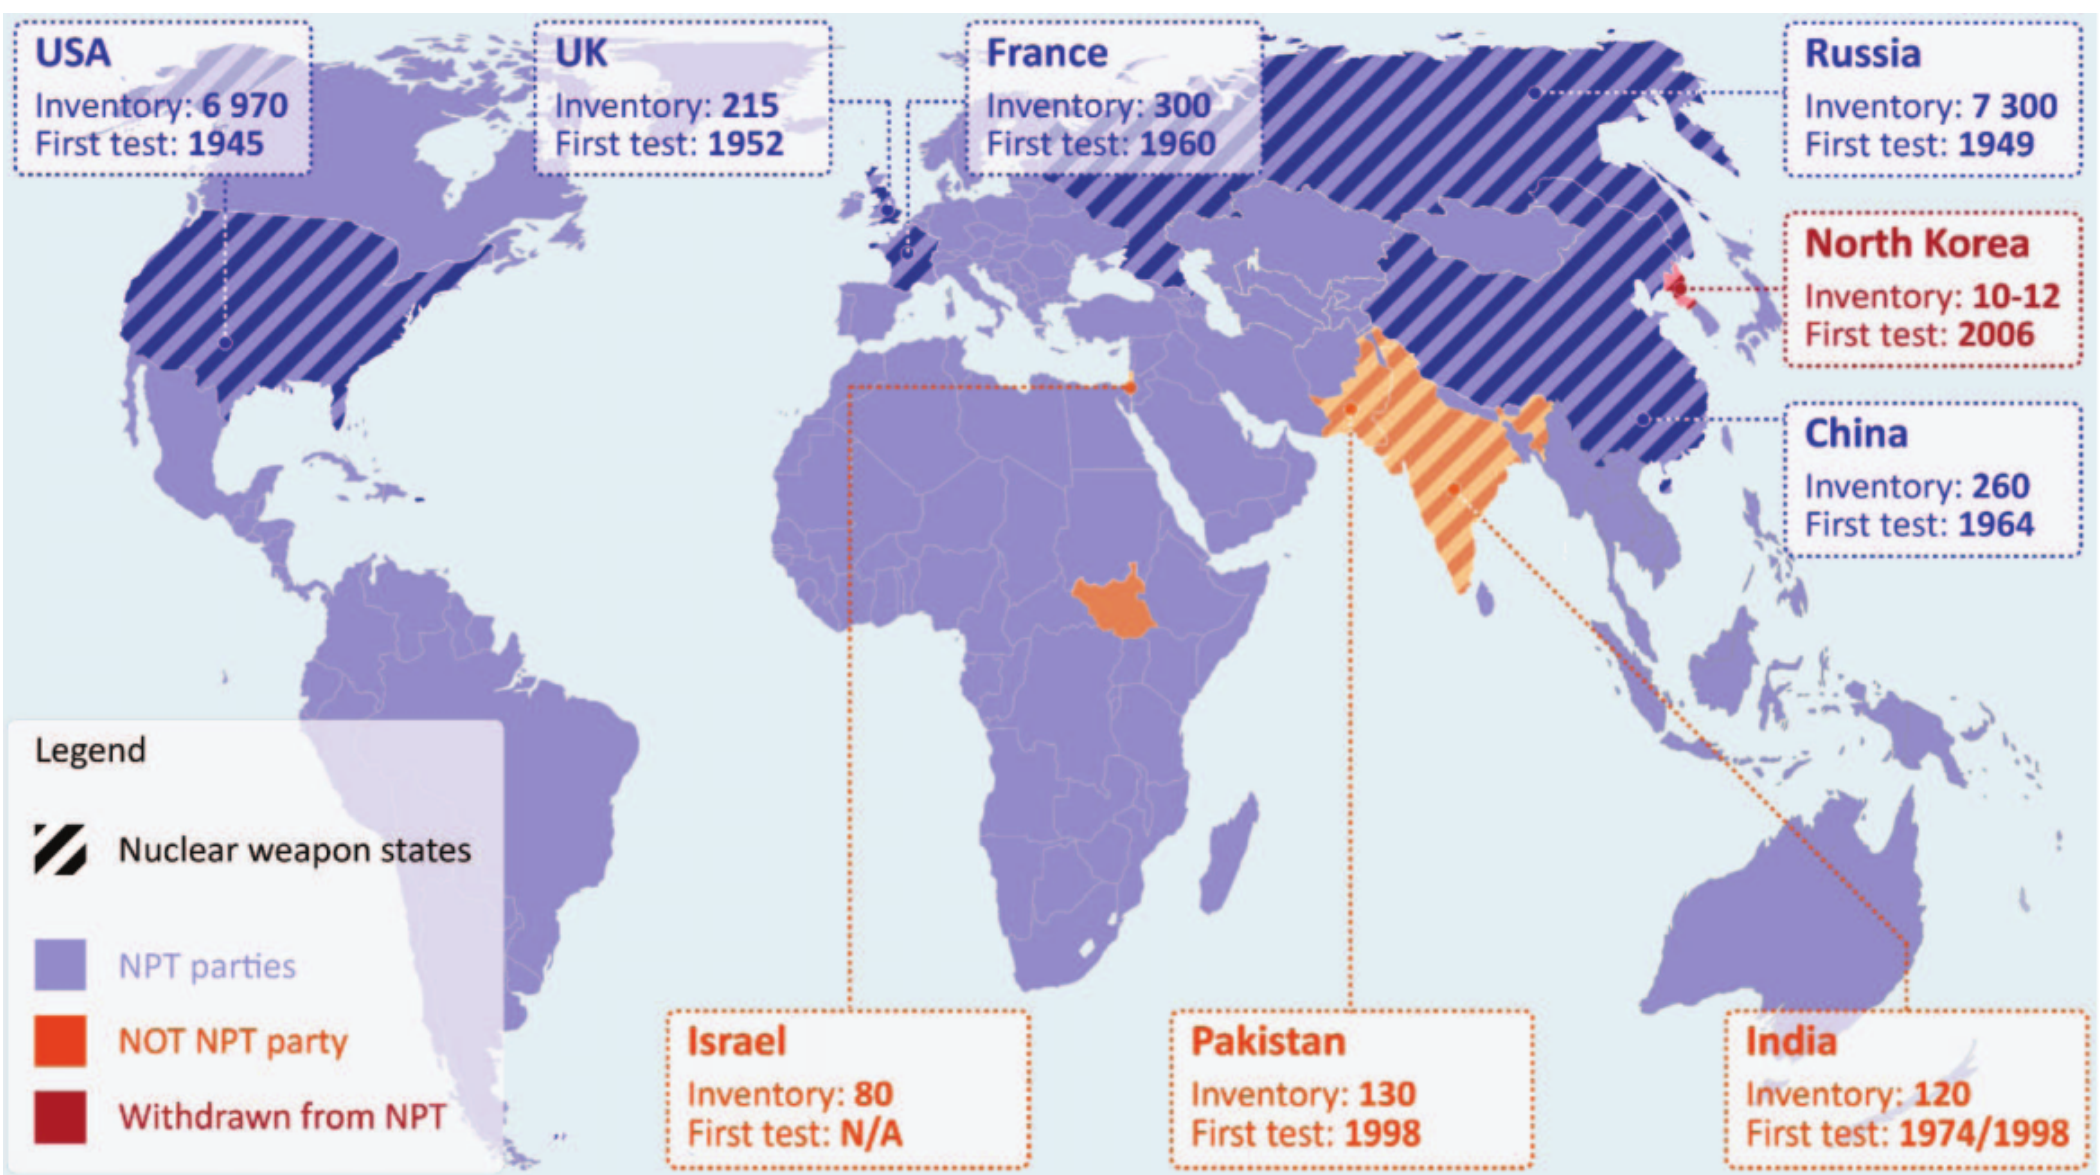 USA
Inventory: 6 970
First test: 1945
UK
Inventory: 215
First test: 1952
France
Inventory: 300
First test: 1960
Russia
Inventory: 7 300
First test: 1949
North Korea
Inventory: 10-12
First test: 2006
China
Inventory: 260
First test: 1964
Legend
Nuclear weapon states
NPT parties
NOT NPT party
Withdrawn from NPT
Israel
Inventory: 80
First test: N/A
Pakistan
Inventory: 130
First test: 1998
India
Inventory: 120
First test: 1974/1998